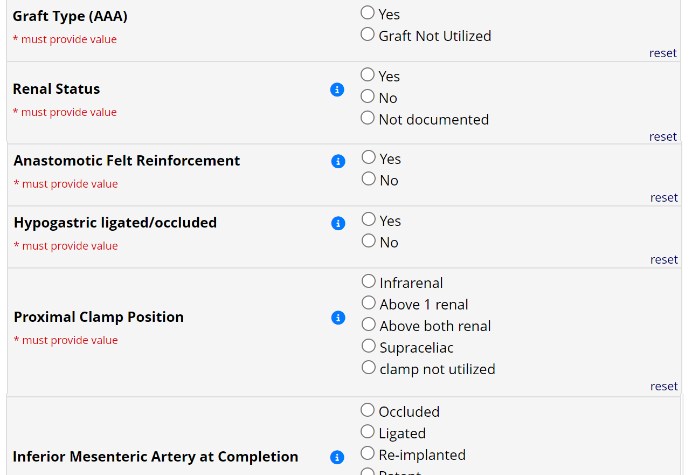 Graft Type (AAA)
* must provide value
Yes
Graft Not Utilized
reset
Renal Status
* must provide value
Yes
No
Not documented
reset
Anastomotic Felt Reinforcement
* must provide value
Yes
No
reset
Hypogastric ligated/occluded
* must provide value
Yes
No
reset
Proximal Clamp Position
* must provide value
Infrarenal
Above 1 renal
Above both renal
Supraceliac
clamp not utilized
reset
Inferior Mesenteric Artery at Completion
Occluded
Ligated
Re-implanted